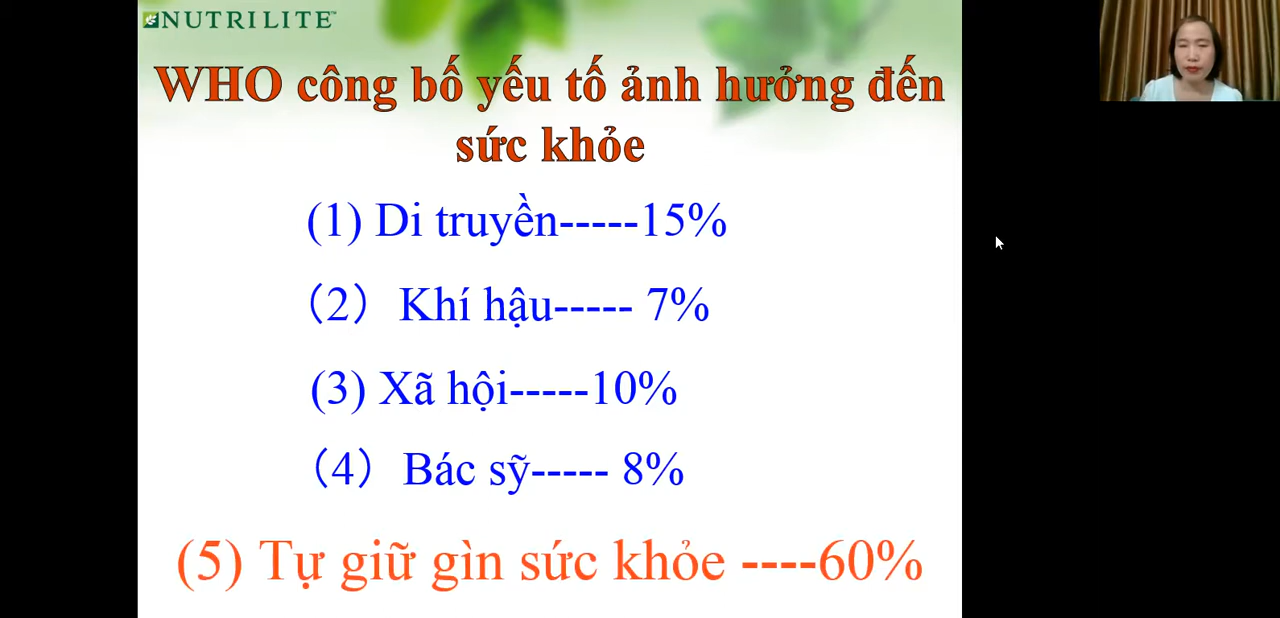 NUTRILITE™
WHO công bố yếu tố ảnh hưởng đến
sức khỏe
(1) Di truyền-----15%
（2）Khí hậu----- 7%
(3) Xã hội-----10%
（4）Bác sỹ----- 8%
(5) Tự giữ gìn sức khỏe ----60%